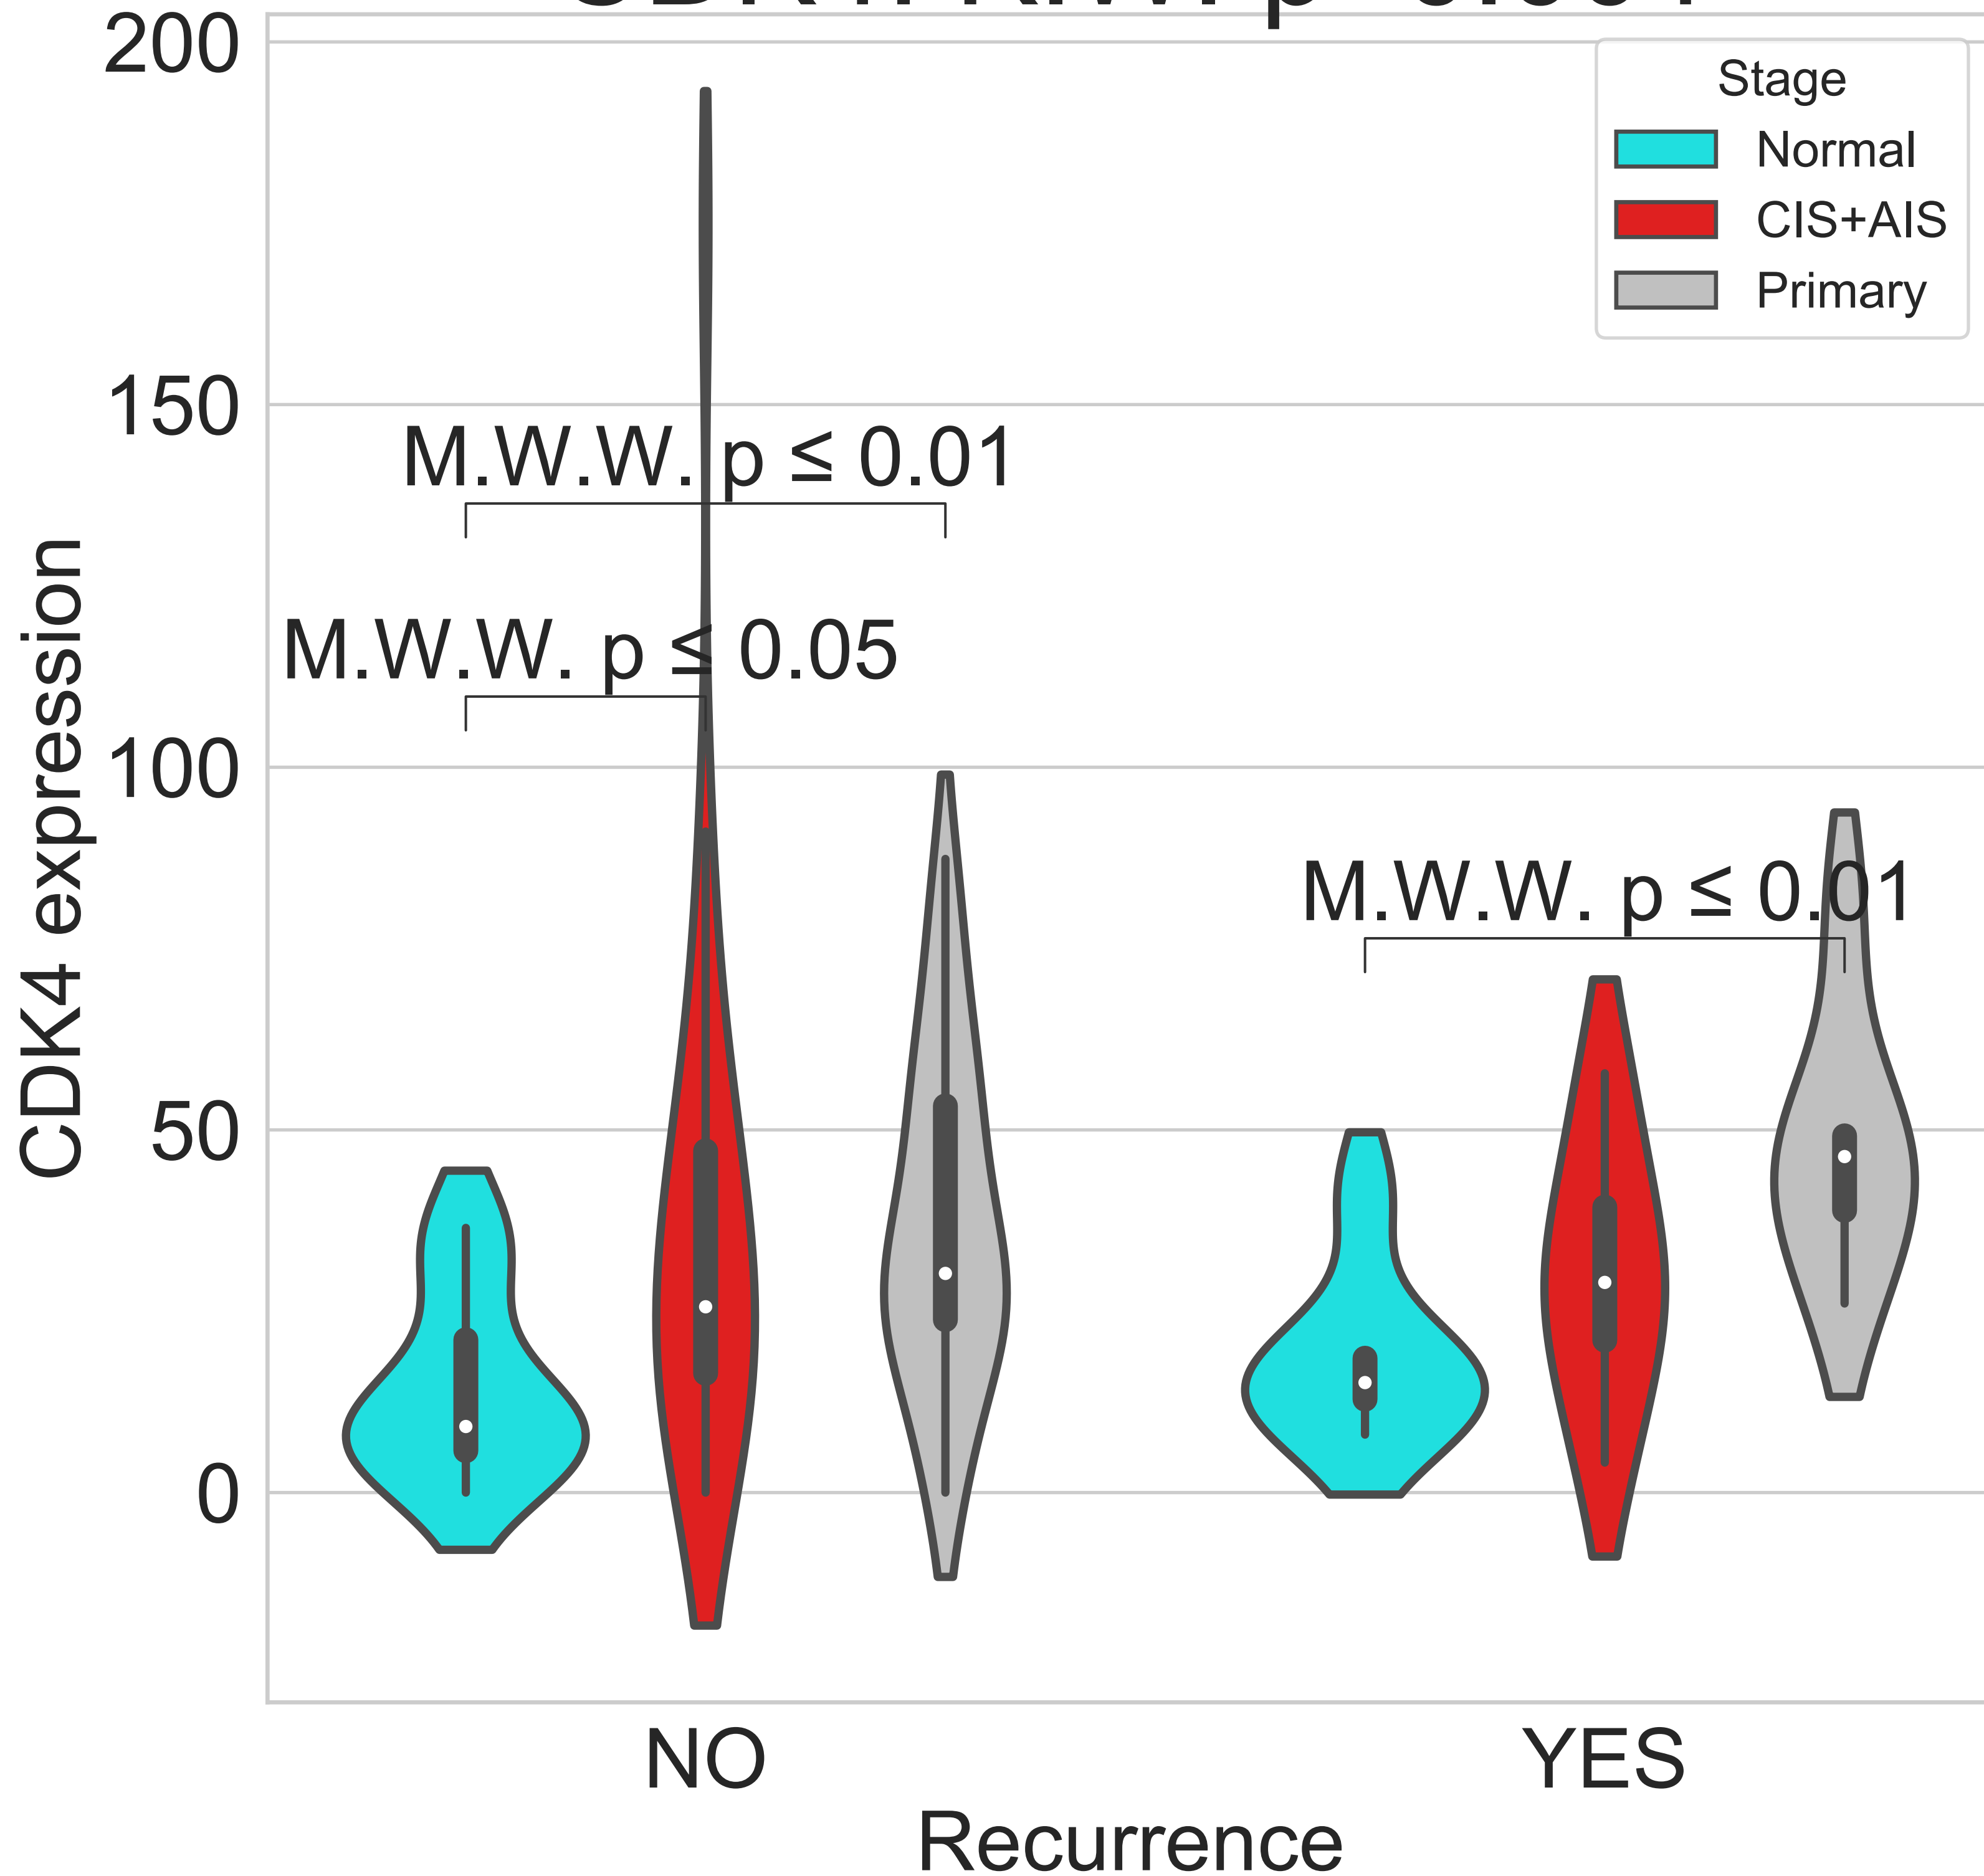 200
Stage
Normal
CIS+AIS
Primary
150
M.W.W. p ≤ 0.01
M.W.W. p ≤ 0.05
100
M.W.W. p ≤ 0.01
50
0
CDK4 expression
NO
YES
Recurrence